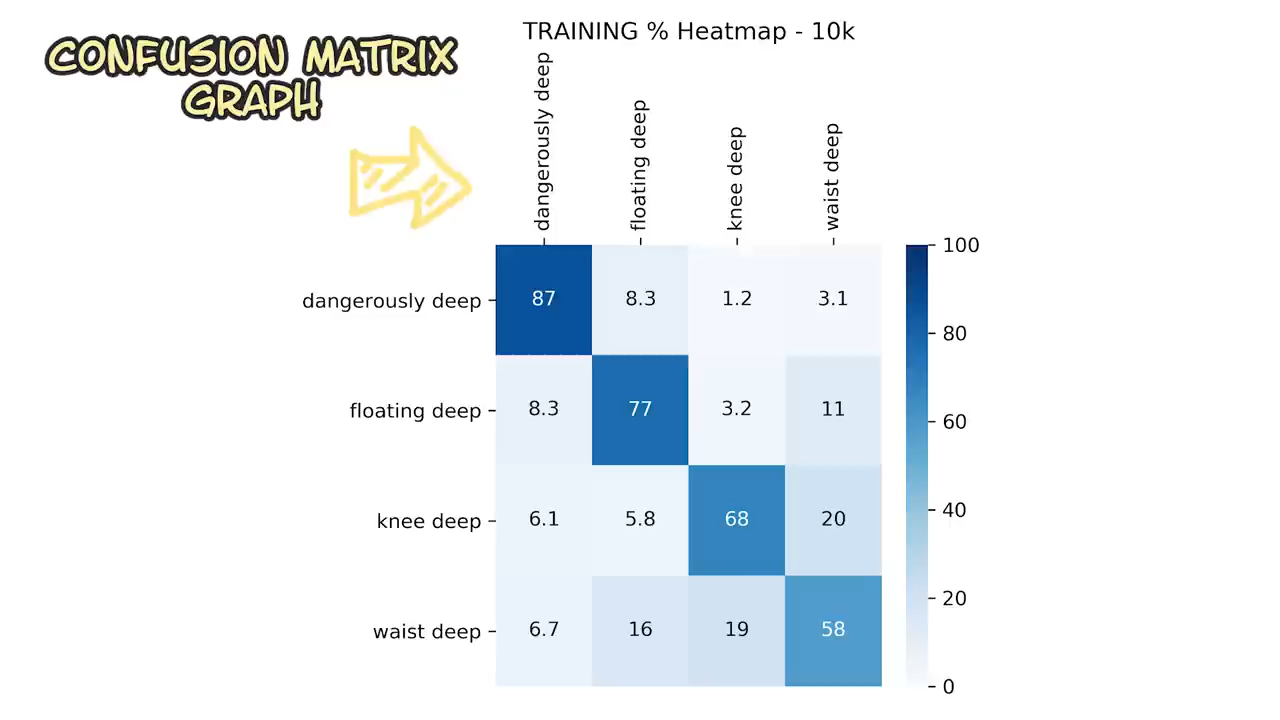 CONFUSION MATRIX
GRAPH
TRAINING % Heatmap - 10k
dangerously deep
floating deep
knee deep
waist deep
dangerously deep 87 8.3 1.2 3.1
floating deep 8.3 77 3.2 11
knee deep 6.1 5.8 68 20
waist deep 6.7 16 19 58
100
80
60
40
20
0